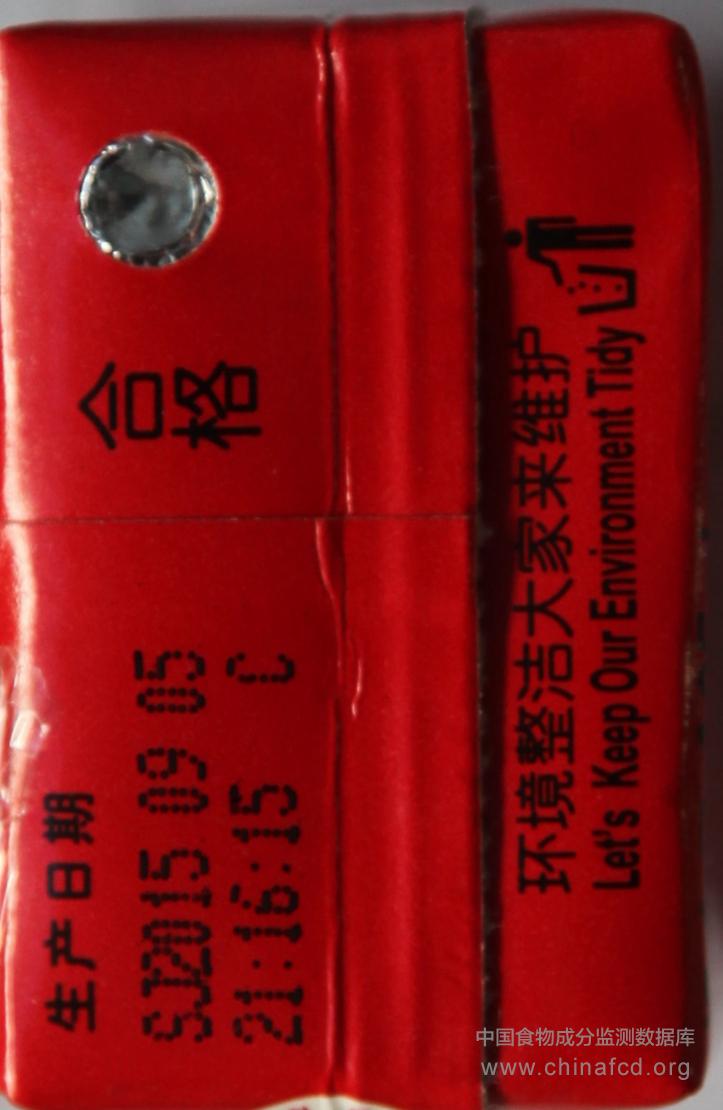 生产日期
SJ2015 09 05
21:16:15 C
合格
环境整洁大家来维护
Let's Keep Our Environment Tidy
中国食物成分监测数据库
www.chinafcd.org